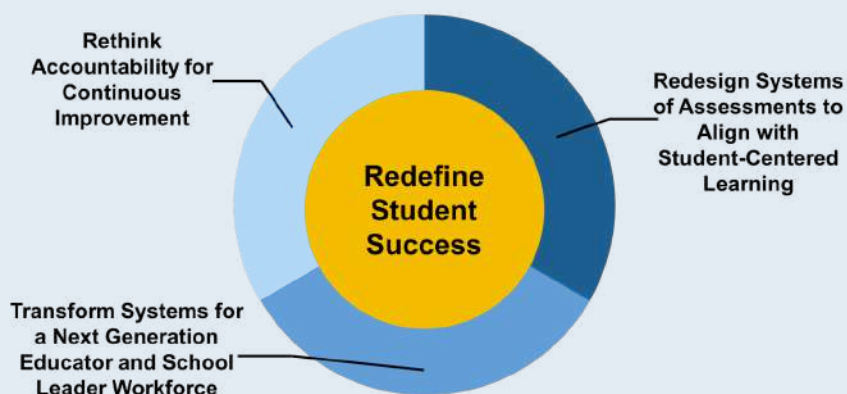 Rethink
Accountability for
Continuous
Improvement
Redesign Systems
of Assessments to
Align with
Student-Centered
Learning
Redefine
Student
Success
Transform Systems for
a Next Generation
Educator and School
Leader Workforce